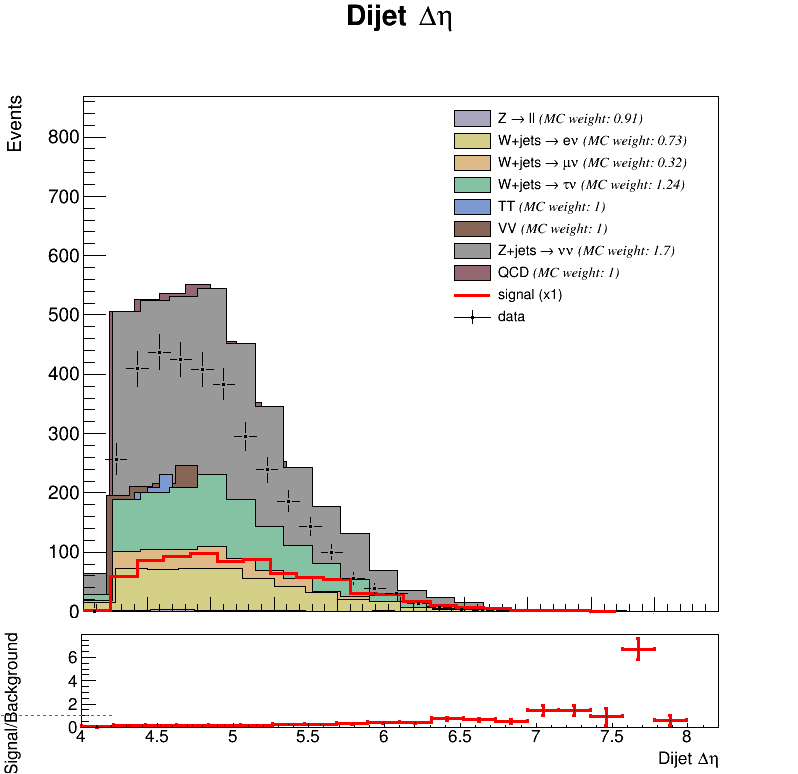 Dijet Δη
Events
800
700
600
500
400
300
200
100
0
Z → ll (MC weight: 0.91)
W+jets → eν (MC weight: 0.73)
W+jets → μν (MC weight: 0.32)
W+jets → τν (MC weight: 1.24)
TT (MC weight: 1)
VV (MC weight: 1)
Z+jets → νν (MC weight: 1.7)
QCD (MC weight: 1)
signal (x1)
data
Signal/Background
6
4
2
0
4 4.5 5 5.5 6 6.5 7 7.5 8
Dijet Δη